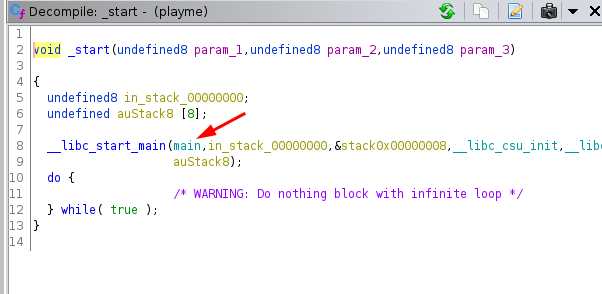 Decompile: _start - (playme)
1
2 void _start(undefined8 param_1,undefined8 param_2,undefined8 param_3)
3
4 {
5 undefined8 in_stack_00000000;
6 undefined auStack8 [8];
7
8 __libc_start_main(main,in_stack_00000000,&stack0x00000008,__libc_csu_init,__lib
9 auStack8);
10 do {
11 /* WARNING: Do nothing block with infinite loop */
12 } while( true );
13 }
14